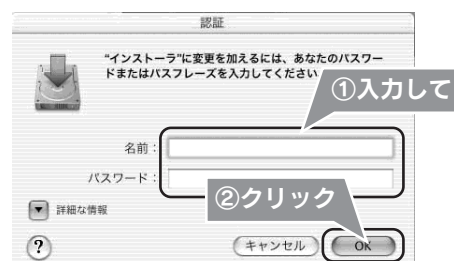 認証
"インストーラ"に変更を加えるには、あなたのパスワー
ドまたはパスフレーズを入力してください
①入力して
名前：
パスワード：
②クリック
詳細な情報
?
キャンセル
OK